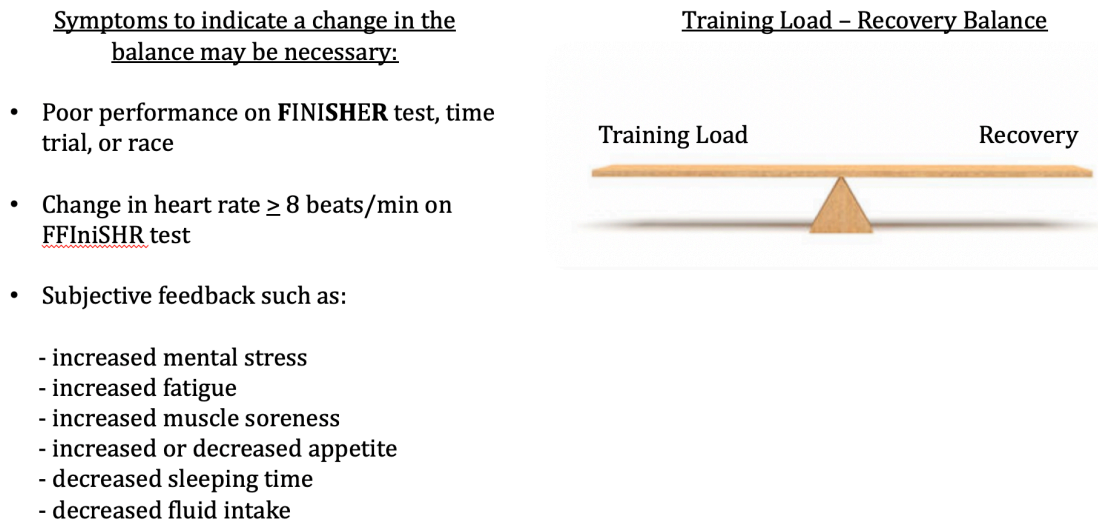 Symptoms to indicate a change in the
balance may be necessary:
• Poor performance on FINISHER test, time
trial, or race
• Change in heart rate ≥ 8 beats/min on
FFIniSHR test
• Subjective feedback such as:
- increased mental stress
- increased fatigue
- increased muscle soreness
- increased or decreased appetite
- decreased sleeping time
- decreased fluid intake
Training Load – Recovery Balance
Training Load
Recovery